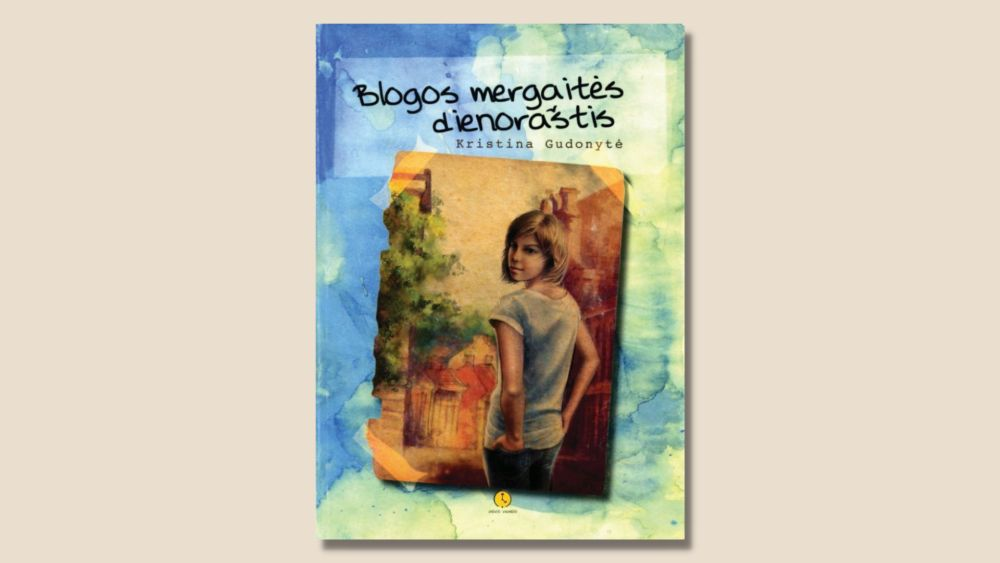 Blogos mergaitės
dienoraštis
Kristina Gudonytė